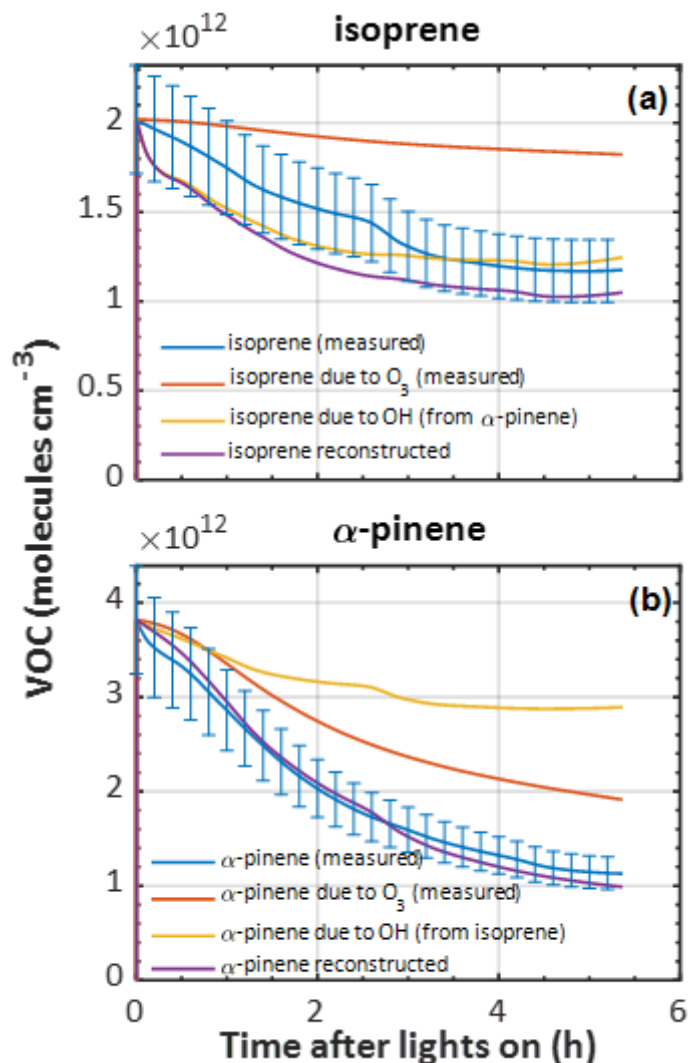 ×10¹² isoprene
(a)
2
1.5
1
0.5
0
isoprene (measured)
isoprene due to O₃ (measured)
isoprene due to OH (from α-pinene)
isoprene reconstructed
VOC (molecules cm⁻³)
×10¹² α-pinene
(b)
4
3
2
1
0
α-pinene (measured)
α-pinene due to O₃ (measured)
α-pinene due to OH (from isoprene)
α-pinene reconstructed
0 2 4 6
Time after lights on (h)